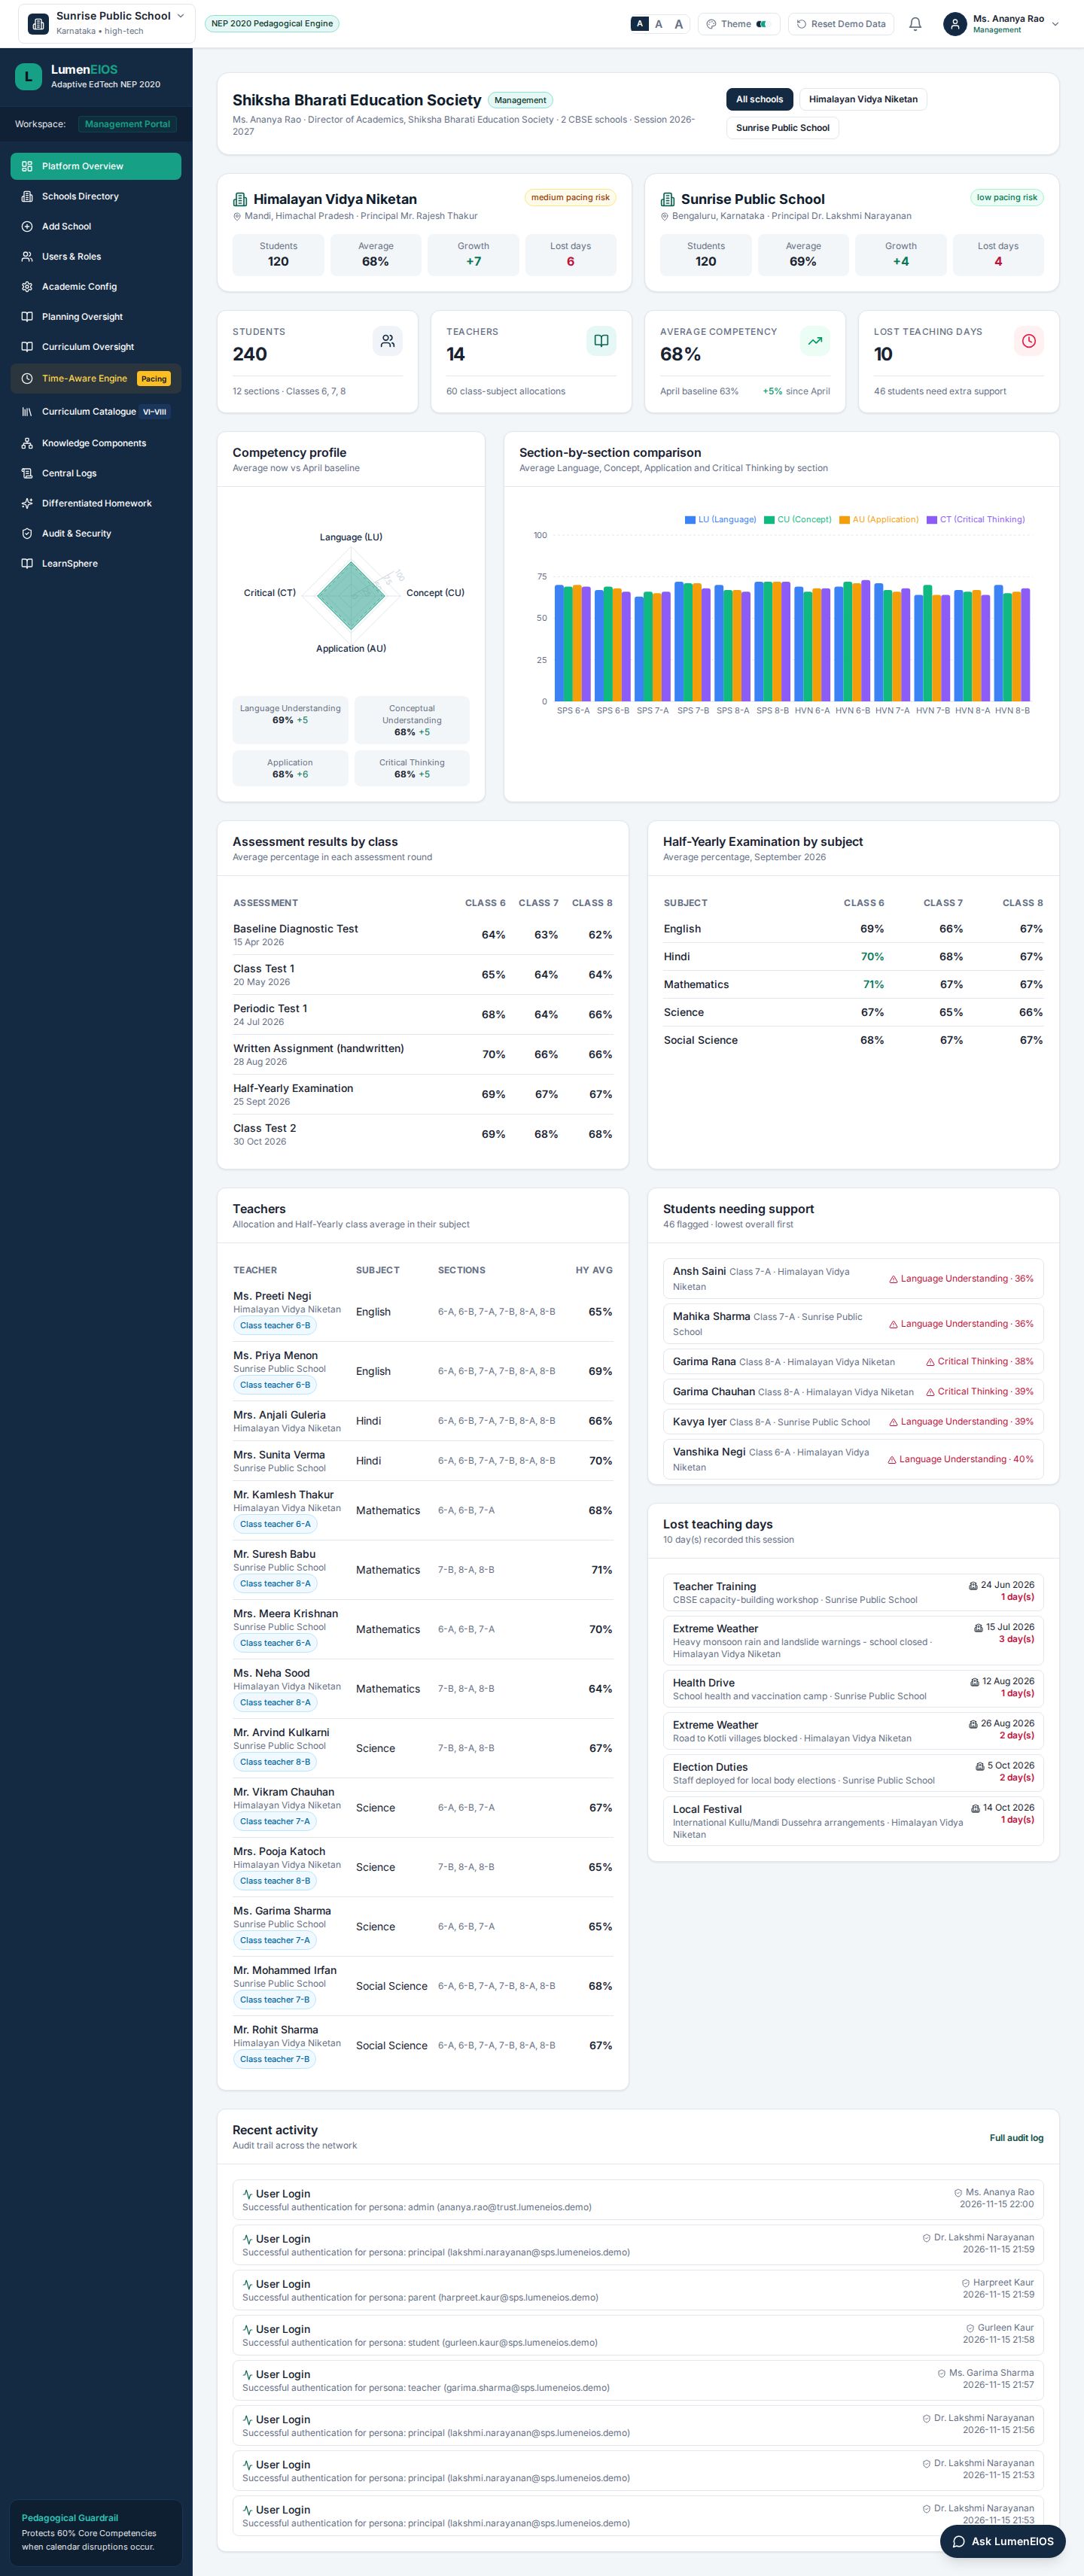 Sunrise Public School
Karnataka • high-tech
NEP 2020 Pedagogical Engine
A A A
Theme
Reset Demo Data
Ms. Ananya Rao
Management
L
LumenEIOS
Adaptive EdTech NEP 2020
Workspace: Management Portal
Platform Overview
Schools Directory
Add School
Users & Roles
Academic Config
Planning Oversight
Curriculum Oversight
Time-Aware Engine Pacing
Curriculum Catalogue VI–VIII
Knowledge Components
Central Logs
Differentiated Homework
Audit & Security
LearnSphere
Pedagogical Guardrail
Protects 60% Core Competencies
when calendar disruptions occur.
Shiksha Bharati Education Society Management
Ms. Ananya Rao · Director of Academics, Shiksha Bharati Education Society · 2 CBSE schools · Session 2026-
2027
All schools Himalayan Vidya Niketan
Sunrise Public School
Himalayan Vidya Niketan medium pacing risk
Mandi, Himachal Pradesh · Principal Mr. Rajesh Thakur
Students Average Growth Lost days
120 68% +7 6
Sunrise Public School low pacing risk
Bengaluru, Karnataka · Principal Dr. Lakshmi Narayanan
Students Average Growth Lost days
120 69% +4 4
STUDENTS
240
12 sections · Classes 6, 7, 8
TEACHERS
14
60 class-subject allocations
AVERAGE COMPETENCY
68%
April baseline 63% +5% since April
LOST TEACHING DAYS
10
46 students need extra support
Competency profile
Average now vs April baseline
Language (LU)
Critical (CT) Concept (CU)
Application (AU)
75
100
Language Understanding
69% +5
Conceptual
Understanding
68% +5
Application
68% +6
Critical Thinking
68% +5
Section-by-section comparison
Average Language, Concept, Application and Critical Thinking by section
LU (Language) CU (Concept) AU (Application) CT (Critical Thinking)
100
75
50
25
0
SPS 6-A SPS 6-B SPS 7-A SPS 7-B SPS 8-A SPS 8-B HVN 6-A HVN 6-B HVN 7-A HVN 7-B HVN 8-A HVN 8-B
Assessment results by class
Average percentage in each assessment round
ASSESSMENT CLASS 6 CLASS 7 CLASS 8
Baseline Diagnostic Test
15 Apr 2026
64% 63% 62%
Class Test 1
20 May 2026
65% 64% 64%
Periodic Test 1
24 Jul 2026
68% 64% 66%
Written Assignment (handwritten)
28 Aug 2026
70% 66% 66%
Half-Yearly Examination
25 Sept 2026
69% 67% 67%
Class Test 2
30 Oct 2026
69% 68% 68%
Half-Yearly Examination by subject
Average percentage, September 2026
SUBJECT CLASS 6 CLASS 7 CLASS 8
English 69% 66% 67%
Hindi 70% 68% 67%
Mathematics 71% 67% 67%
Science 67% 65% 66%
Social Science 68% 67% 67%
Teachers
Allocation and Half-Yearly class average in their subject
TEACHER SUBJECT SECTIONS HY AVG
Ms. Preeti Negi
Himalayan Vidya Niketan
Class teacher 6-B
English 6-A, 6-B, 7-A, 7-B, 8-A, 8-B 65%
Ms. Priya Menon
Sunrise Public School
Class teacher 6-B
English 6-A, 6-B, 7-A, 7-B, 8-A, 8-B 69%
Mrs. Anjali Guleria
Himalayan Vidya Niketan
Hindi 6-A, 6-B, 7-A, 7-B, 8-A, 8-B 66%
Mrs. Sunita Verma
Sunrise Public School
Hindi 6-A, 6-B, 7-A, 7-B, 8-A, 8-B 70%
Mr. Kamlesh Thakur
Himalayan Vidya Niketan
Class teacher 6-A
Mathematics 6-A, 6-B, 7-A 68%
Mr. Suresh Babu
Sunrise Public School
Class teacher 8-A
Mathematics 7-B, 8-A, 8-B 71%
Mrs. Meera Krishnan
Sunrise Public School
Class teacher 6-A
Mathematics 6-A, 6-B, 7-A 70%
Ms. Neha Sood
Himalayan Vidya Niketan
Class teacher 8-A
Mathematics 7-B, 8-A, 8-B 64%
Mr. Arvind Kulkarni
Sunrise Public School
Class teacher 8-B
Science 7-B, 8-A, 8-B 67%
Mr. Vikram Chauhan
Himalayan Vidya Niketan
Class teacher 7-A
Science 6-A, 6-B, 7-A 67%
Mrs. Pooja Katoch
Himalayan Vidya Niketan
Class teacher 8-B
Science 7-B, 8-A, 8-B 65%
Ms. Garima Sharma
Sunrise Public School
Class teacher 7-A
Science 6-A, 6-B, 7-A 65%
Mr. Mohammed Irfan
Sunrise Public School
Class teacher 7-B
Social Science 6-A, 6-B, 7-A, 7-B, 8-A, 8-B 68%
Mr. Rohit Sharma
Himalayan Vidya Niketan
Class teacher 7-B
Social Science 6-A, 6-B, 7-A, 7-B, 8-A, 8-B 67%
Students needing support
46 flagged · lowest overall first
Ansh Saini Class 7-A · Himalayan Vidya
Niketan
Language Understanding · 36%
Mahika Sharma Class 7-A · Sunrise Public
School
Language Understanding · 36%
Garima Rana Class 8-A · Himalayan Vidya Niketan Critical Thinking · 38%
Garima Chauhan Class 8-A · Himalayan Vidya Niketan Critical Thinking · 39%
Kavya Iyer Class 8-A · Sunrise Public School Language Understanding · 39%
Vanshika Negi Class 6-A · Himalayan Vidya
Niketan
Language Understanding · 40%
Lost teaching days
10 day(s) recorded this session
Teacher Training 24 Jun 2026
CBSE capacity-building workshop · Sunrise Public School 1 day(s)
Extreme Weather 15 Jul 2026
Heavy monsoon rain and landslide warnings - school closed · 3 day(s)
Himalayan Vidya Niketan
Health Drive 12 Aug 2026
School health and vaccination camp · Sunrise Public School 1 day(s)
Extreme Weather 26 Aug 2026
Road to Kotli villages blocked · Himalayan Vidya Niketan 2 day(s)
Election Duties 5 Oct 2026
Staff deployed for local body elections · Sunrise Public School 2 day(s)
Local Festival 14 Oct 2026
International Kullu/Mandi Dussehra arrangements · Himalayan Vidya 1 day(s)
Niketan
Recent activity
Audit trail across the network
Full audit log
User Login Ms. Ananya Rao
Successful authentication for persona: admin (ananya.rao@trust.lumeneios.demo) 2026-11-15 22:00
User Login Dr. Lakshmi Narayanan
Successful authentication for persona: principal (lakshmi.narayanan@sps.lumeneios.demo) 2026-11-15 21:59
User Login Harpreet Kaur
Successful authentication for persona: parent (harpreet.kaur@sps.lumeneios.demo) 2026-11-15 21:59
User Login Gurleen Kaur
Successful authentication for persona: student (gurleen.kaur@sps.lumeneios.demo) 2026-11-15 21:58
User Login Ms. Garima Sharma
Successful authentication for persona: teacher (garima.sharma@sps.lumeneios.demo) 2026-11-15 21:57
User Login Dr. Lakshmi Narayanan
Successful authentication for persona: principal (lakshmi.narayanan@sps.lumeneios.demo) 2026-11-15 21:56
User Login Dr. Lakshmi Narayanan
Successful authentication for persona: principal (lakshmi.narayanan@sps.lumeneios.demo) 2026-11-15 21:53
User Login Dr. Lakshmi Narayanan
Successful authentication for persona: principal (lakshmi.narayanan@sps.lumeneios.demo) 2026-11-15 21:53
Ask LumenEIOS